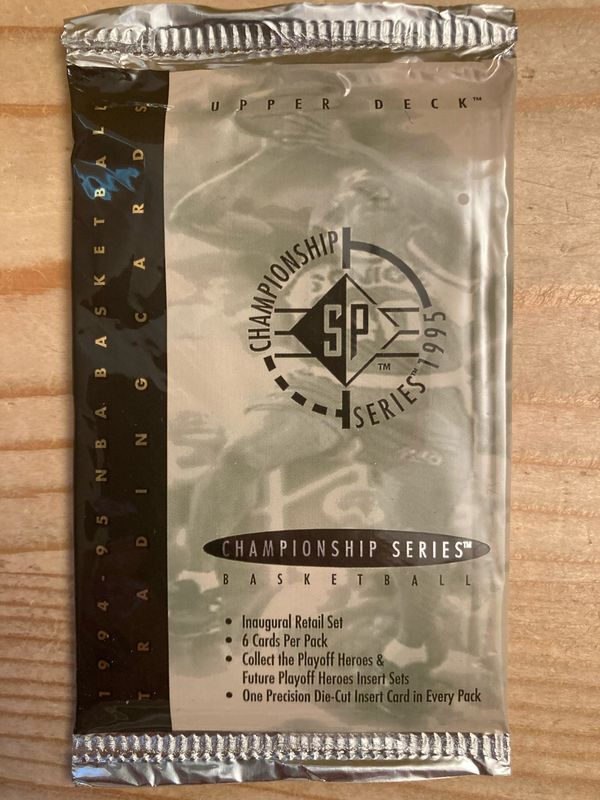 UPPER DECK™
1994-95 NBA BASKETBALL
TRADING CARDS
CHAMPIONSHIP
SP
™
SERIES™ 1995
CHAMPIONSHIP SERIES™
BASKETBALL
• Inaugural Retail Set
• 6 Cards Per Pack
• Collect the Playoff Heroes &
Future Playoff Heroes Insert Sets
• One Precision Die-Cut Insert Card in Every Pack